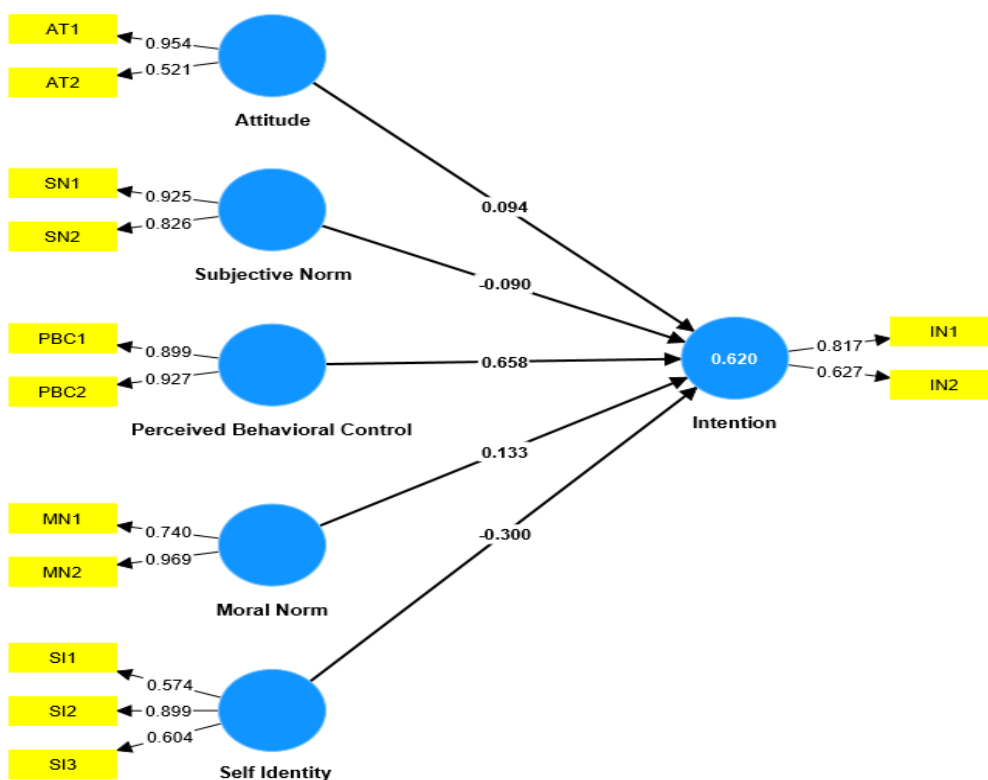 AT1
0.954
0.521
AT2
Attitude
SN1
0.925
0.826
SN2
Subjective Norm
0.094
-0.090
PBC1
0.899
0.927
PBC2
Perceived Behavioral Control
0.658
0.620
Intention
0.817
IN1
0.627
IN2
MN1
0.740
0.969
MN2
Moral Norm
0.133
-0.300
SI1
0.574
SI2
0.899
0.604
SI3
Self Identity